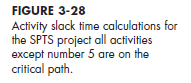 FIGURE 3-28
Activity slack time calculations for
the SPTS project all activities
except number 5 are on the
critical path.